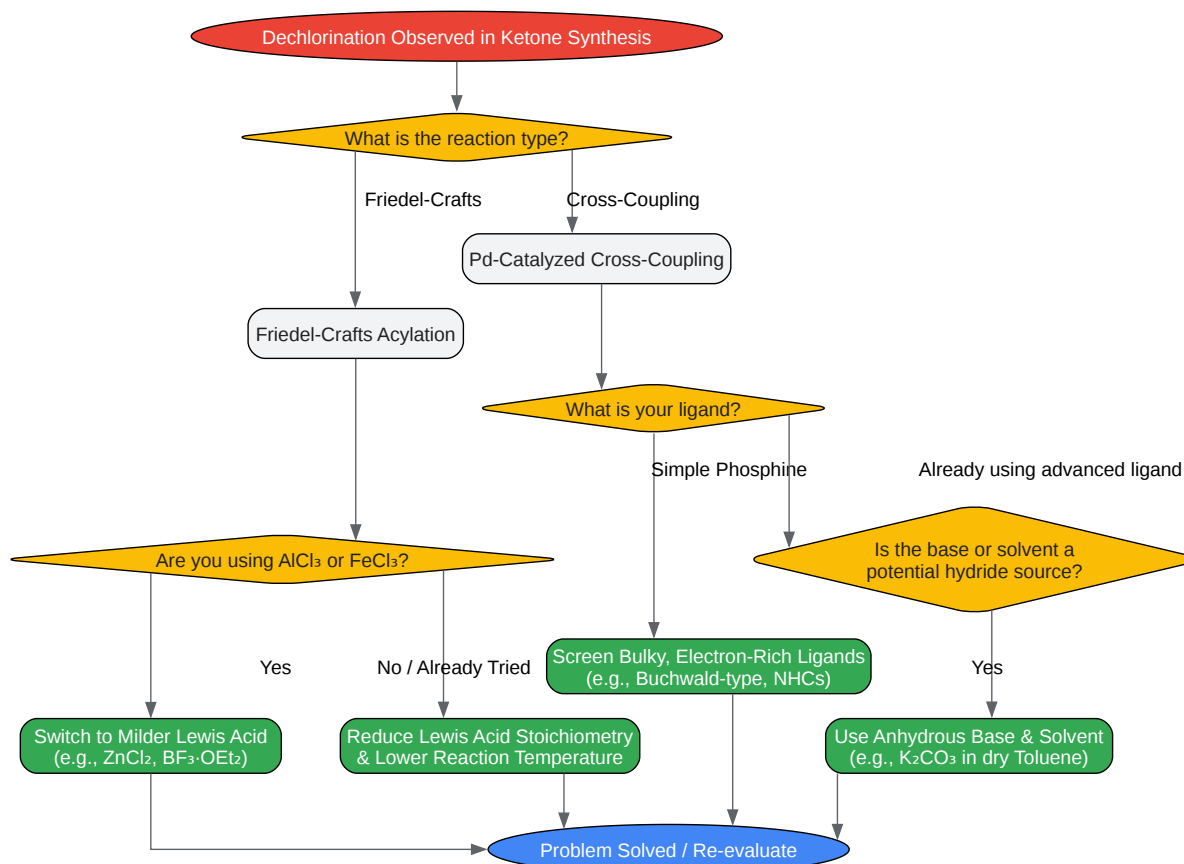 Dechlorination Observed in Ketone Synthesis
What is the reaction type?
Friedel-Crafts
Cross-Coupling
Pd-Catalyzed Cross-Coupling
Friedel-Crafts Acylation
What is your ligand?
Simple Phosphine
Already using advanced ligand
Are you using AlCl₃ or FeCl₃?
Is the base or solvent a
potential hydride source?
Yes
No / Already Tried
Screen Bulky, Electron-Rich Ligands
(e.g., Buchwald-type, NHCs)
Yes
Switch to Milder Lewis Acid
(e.g., ZnCl₂, BF₃·OEt₂)
Reduce Lewis Acid Stoichiometry
& Lower Reaction Temperature
Use Anhydrous Base & Solvent
(e.g., K₂CO₃ in dry Toluene)
Problem Solved / Re-evaluate